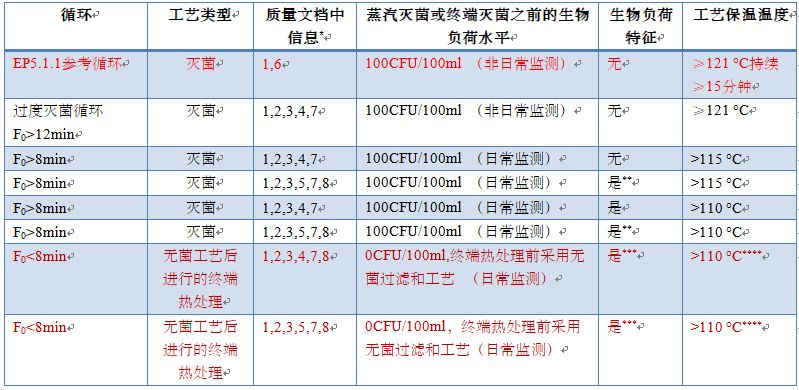 循环 工艺类型 质量文档中信息* 蒸汽灭菌或终端灭菌之前的生物负荷水平 生物负荷特征 工艺保温温度
EP5.1.1参考循环 灭菌 1,6 100CFU/100ml （非日常监测） 无 ≥121 °C持续≥15分钟
过度灭菌循环 F₀>12min 灭菌 1,2,3,4,7 100CFU/100ml （非日常监测） 无 ≥121 °C
F₀>8min 灭菌 1,2,3,4,7 100CFU/100ml （日常监测） 无 >115 °C
F₀>8min 灭菌 1,2,3,5,7,8 100CFU/100ml （日常监测） 是** >115 °C
F₀>8min 灭菌 1,2,3,4,7 100CFU/100ml （日常监测） 是 >110 °C
F₀>8min 灭菌 1,2,3,5,7,8 100CFU/100ml （日常监测） 是** >110 °C
F₀<8min 无菌工艺后进行的终端热处理 1,2,3,4,7,8 0CFU/100ml,终端热处理前采用无菌过滤和工艺 （日常监测） 是*** >110 °C****
F₀<8min 无菌工艺后进行的终端热处理 1,2,3,5,7,8 0CFU/100ml，终端热处理前采用无菌过滤和工艺（日常监测） 是*** >110 °C****